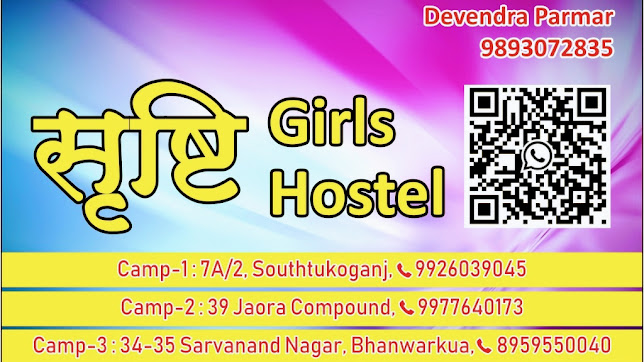 Devendra Parmar
9893072835
सृष्टि Girls
Hostel
Camp-1 : 7A/2, Southtukoganj, 9926039045
Camp-2 : 39 Jaora Compound, 9977640173
Camp-3 : 34-35 Sarvanand Nagar, Bhanwarkua, 8959550040